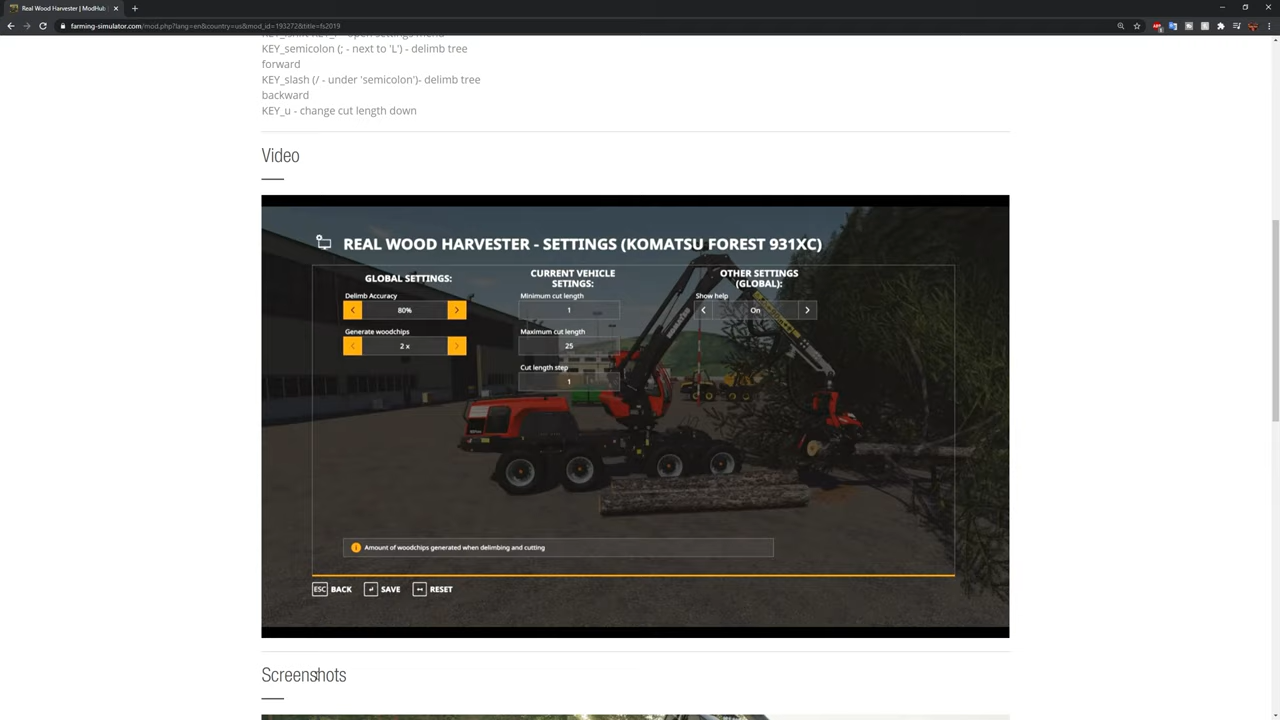 Real Wood Harvester | ModHub
farming-simulator.com/mod.php?lang=en&country=us&mod_id=193272&title=fs2019
KEY_semicolon (; - next to 'L') - delimb tree
forward
KEY_slash (/ - under 'semicolon')- delimb tree
backward
KEY_u - change cut length down
Video
REAL WOOD HARVESTER - SETTINGS (KOMATSU FOREST 931XC)
GLOBAL SETTINGS:
Delimb Accuracy
80%
Generate woodchips
2 x
CURRENT VEHICLE
SETINGS:
Minimum cut length
1
Maximum cut length
25
Cut length step
1
OTHER SETTINGS
(GLOBAL):
Show help
On
Amount of woodchips generated when delimbing and cutting
ESC BACK
SAVE
RESET
Screenshots